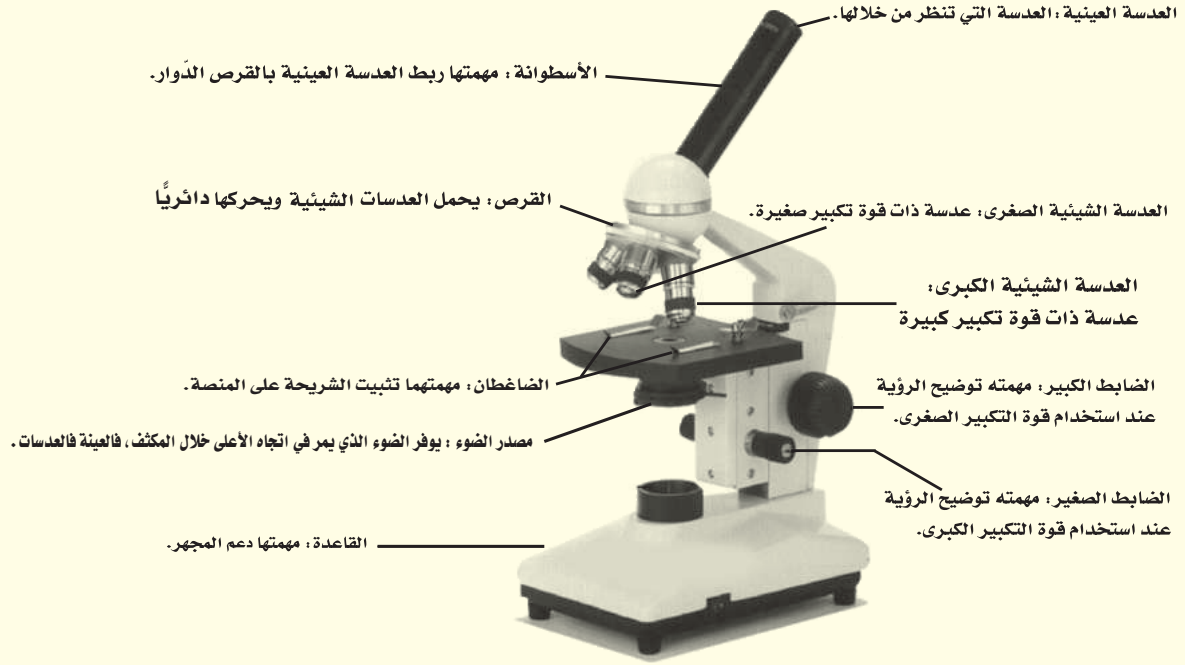 العدسة العينية: العدسة التي تنظر من خلالها.
الأسطوانة: مهمتها ربط العدسة العينية بالقرص الدّوار.
القرص: يحمل العدسات الشيئية ويحركها دائريًّا
العدسة الشيئية الصغرى: عدسة ذات قوة تكبير صغيرة.
العدسة الشيئية الكبرى:
عدسة ذات قوة تكبير كبيرة
الضاغطان: مهمتهما تثبيت الشريحة على المنصة.
الضابط الكبير: مهمته توضيح الرؤية
عند استخدام قوة التكبير الصغرى.
مصدر الضوء: يوفر الضوء الذي يمر في اتجاه الأعلى خلال المكثف، فالعينة فالعدسات.
الضابط الصغير: مهمته توضيح الرؤية
عند استخدام قوة التكبير الكبرى.
القاعدة: مهمتها دعم المجهر.